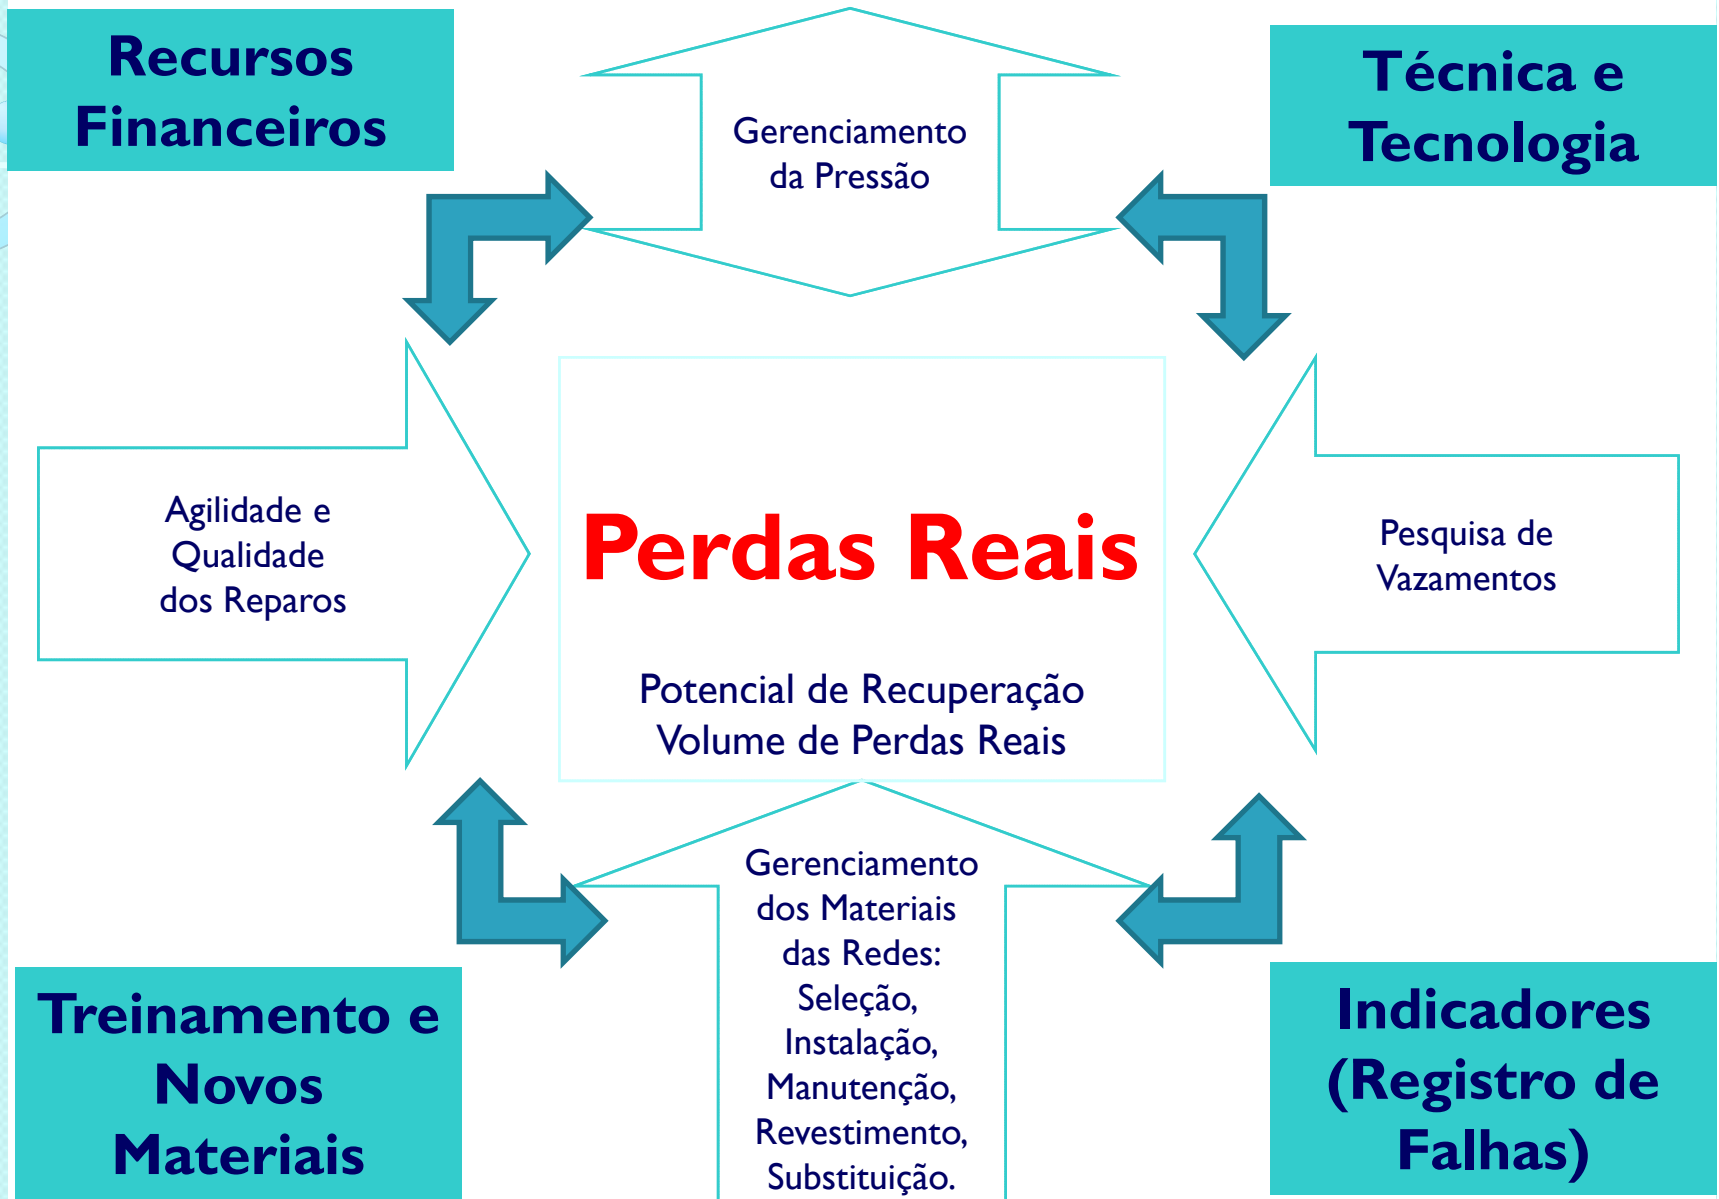 Recursos
Financeiros
Gerenciamento
da Pressão
Técnica e
Tecnologia
Agilidade e
Qualidade
dos Reparos
Perdas Reais
Potencial de Recuperação
Volume de Perdas Reais
Pesquisa de
Vazamentos
Treinamento e
Novos
Materiais
Gerenciamento
dos Materiais
das Redes:
Seleção,
Instalação,
Manutenção,
Revestimento,
Substituição.
Indicadores
(Registro de
Falhas)